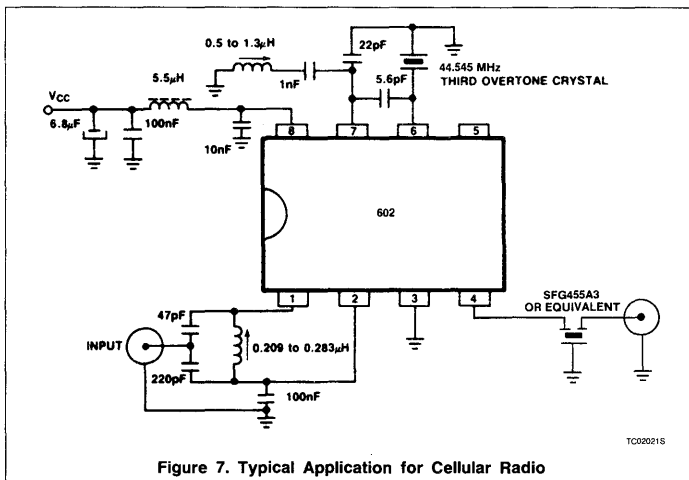 0.5 to 1.3μH
22pF
1nF
5.6pF
44.545 MHz
THIRD OVERTONE CRYSTAL
5.5μH
VCC
6.8μF
100nF
10nF
8
7
6
5
602
1
2
3
4
47pF
INPUT
220pF
0.209 to 0.283μH
100nF
SFG455A3
OR EQUIVALENT
TC02021S
Figure 7. Typical Application for Cellular Radio